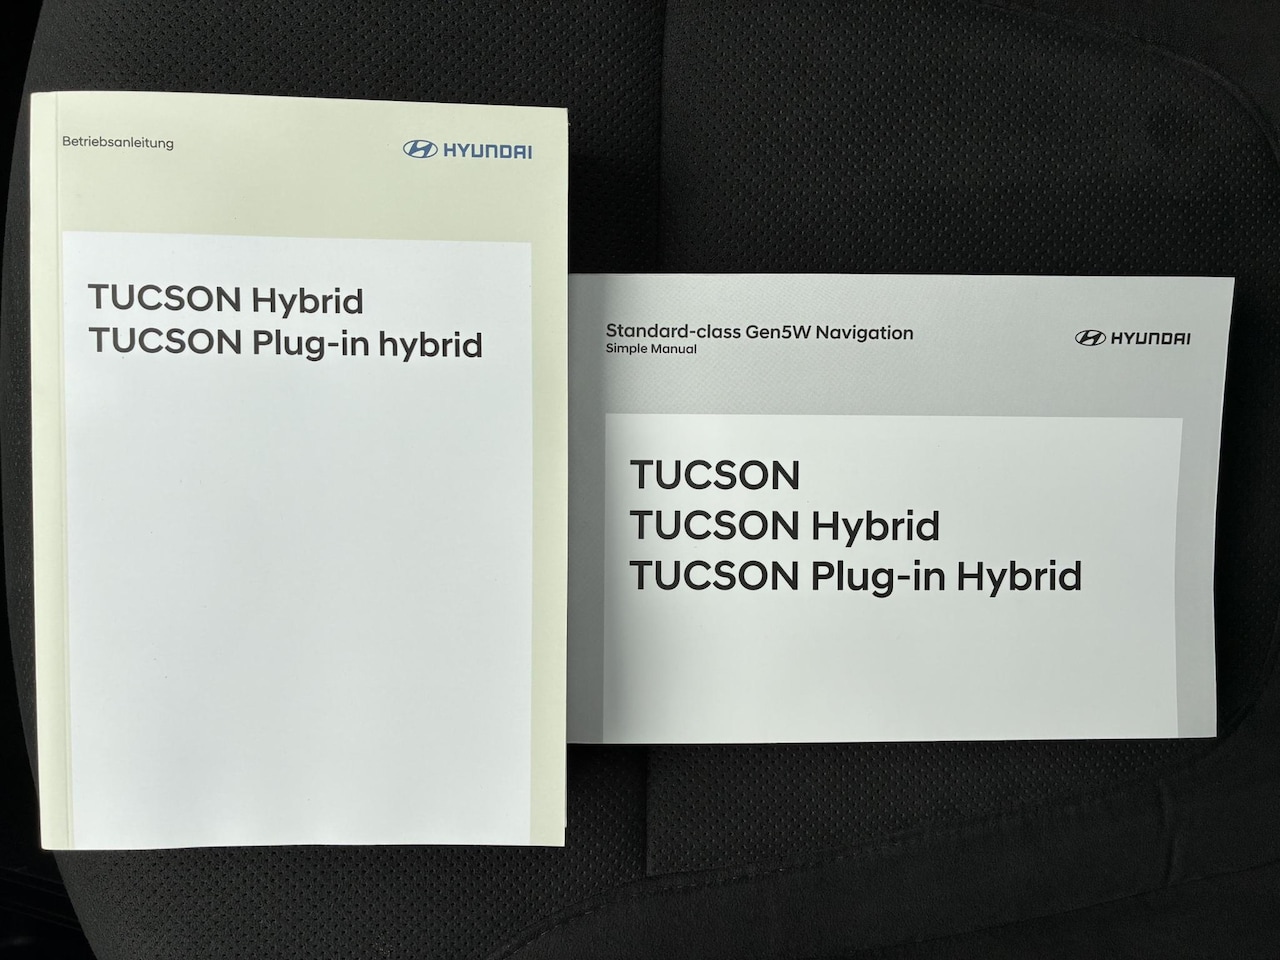 Betriebsanleitung
HYUNDAI
TUCSON Hybrid
TUCSON Plug-in hybrid
Standard-class Gen5W Navigation
Simple Manual
HYUNDAI
TUCSON
TUCSON Hybrid
TUCSON Plug-in Hybrid